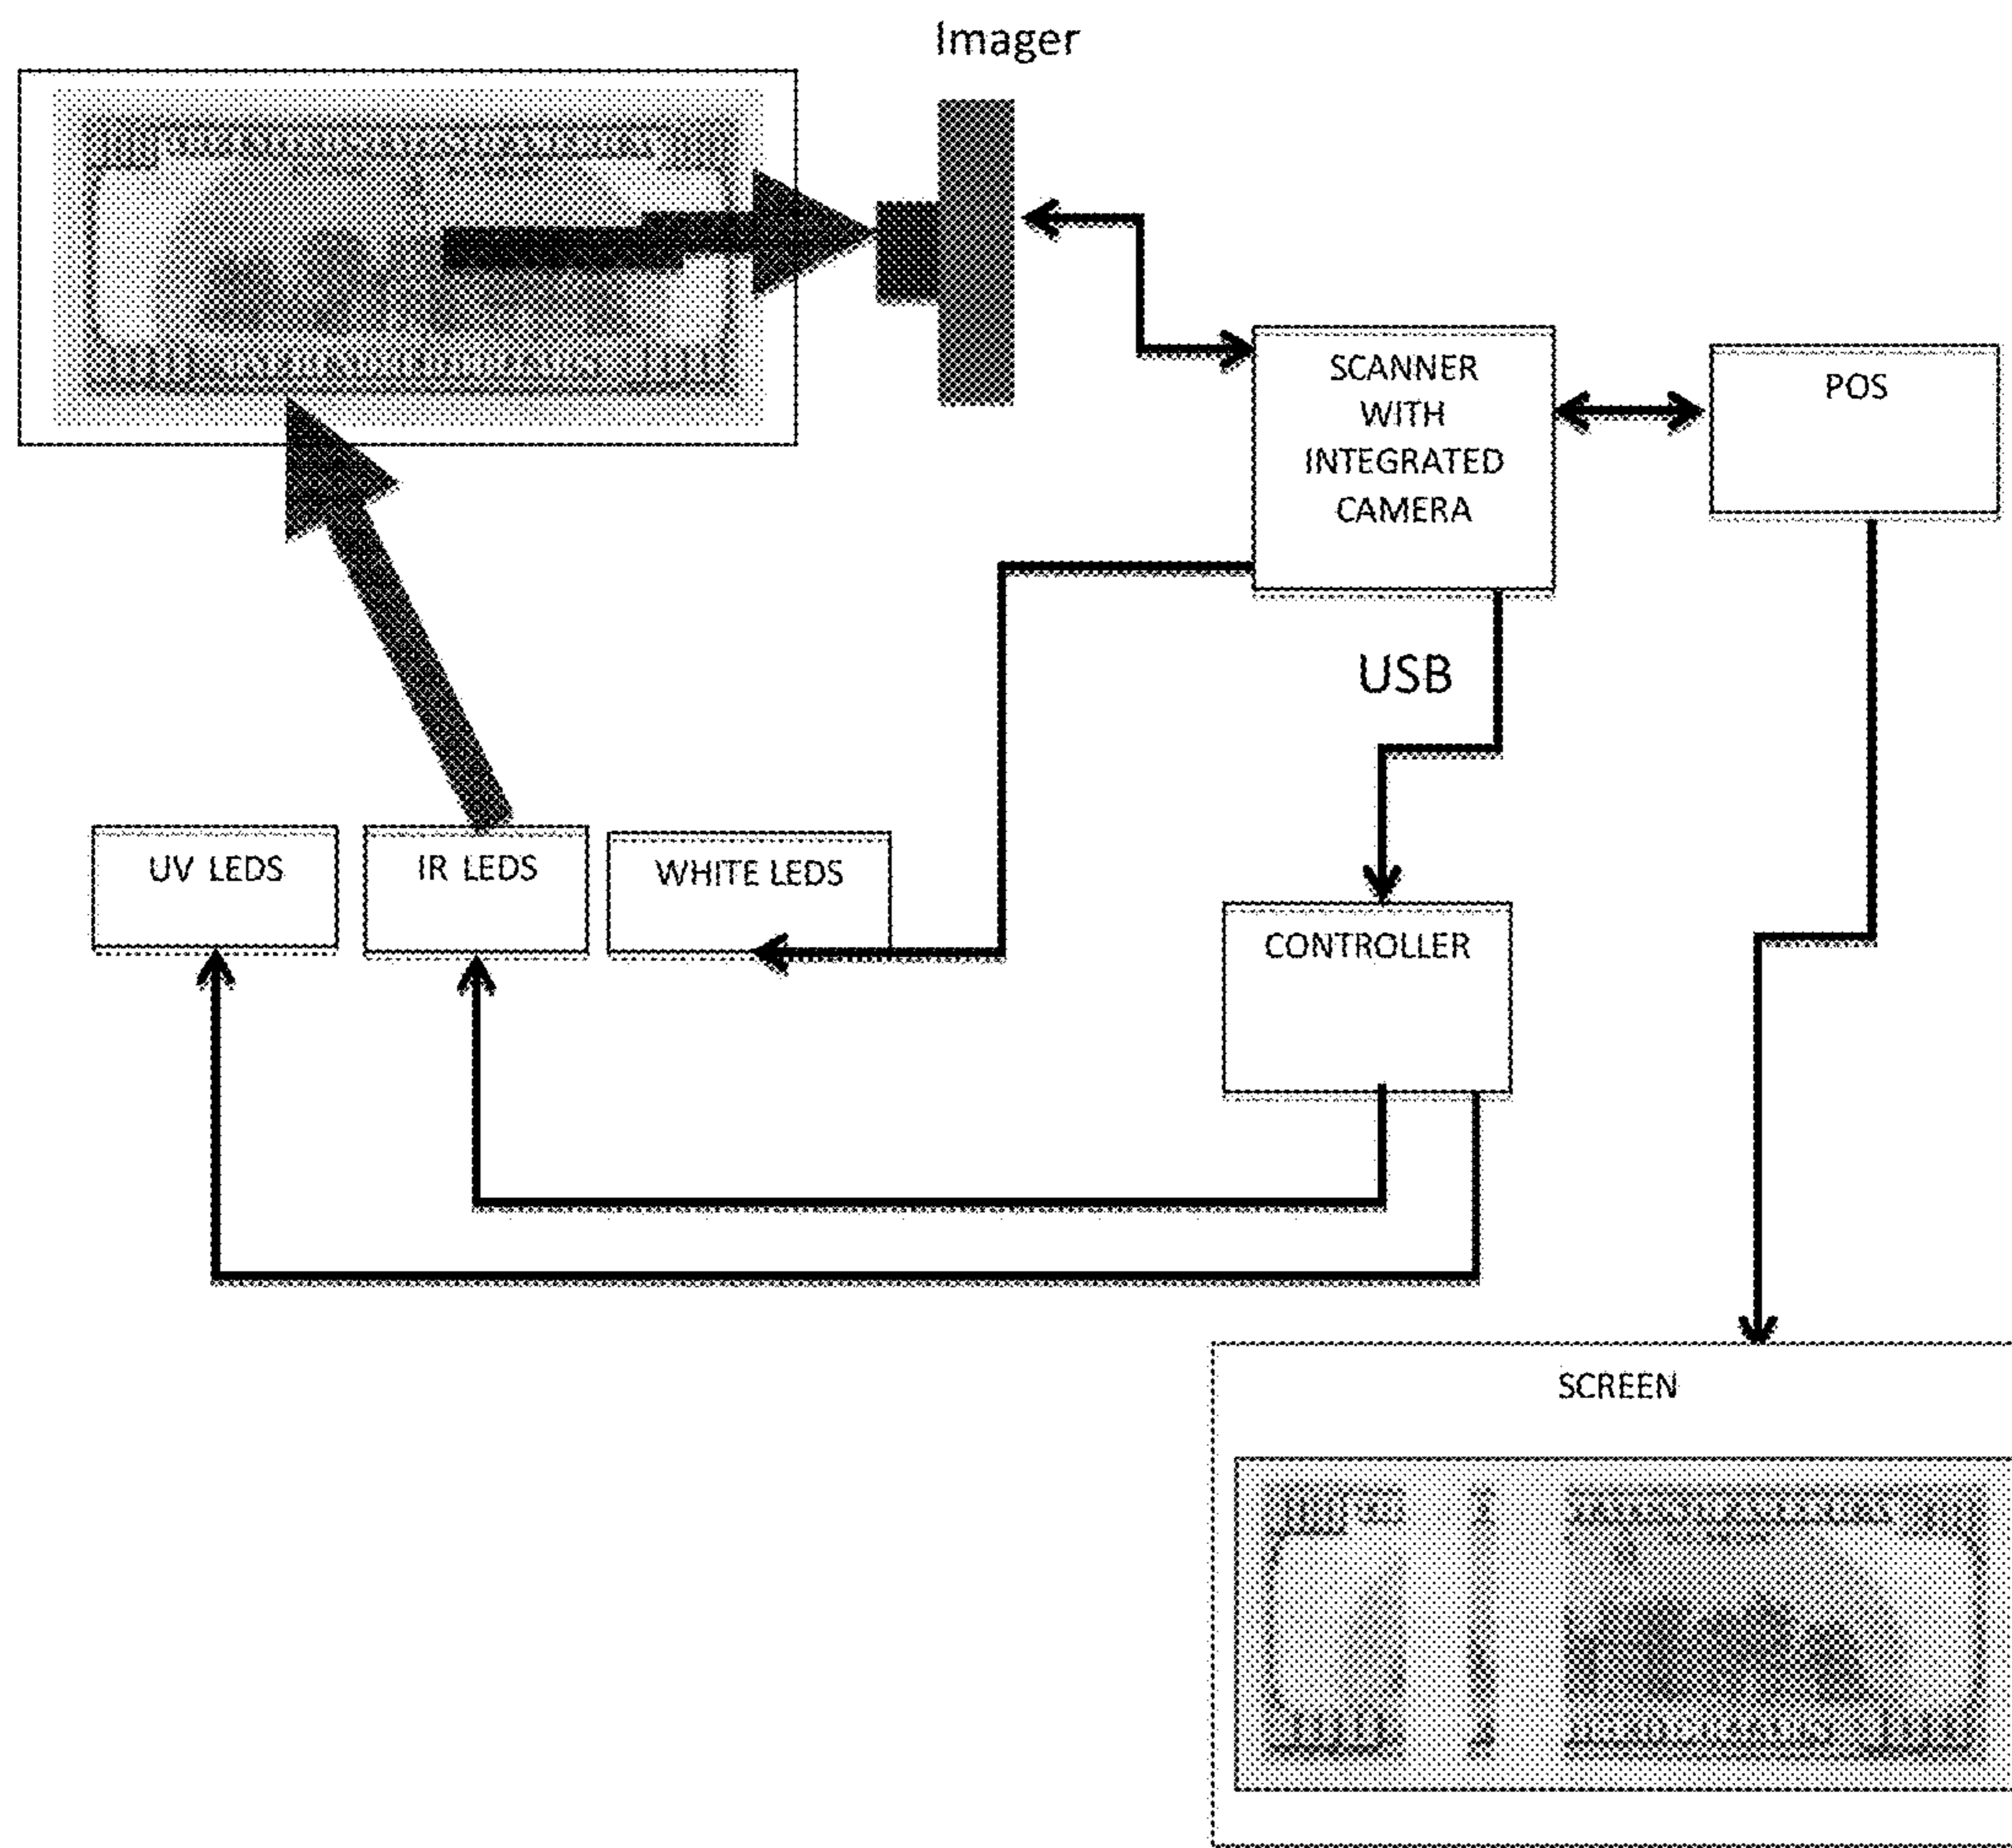 Imager
SCANNER
WITH
INTEGRATED
CAMERA
POS
USB
UV LEDS
IR LEDS
WHITE LEDS
CONTROLLER
SCREEN